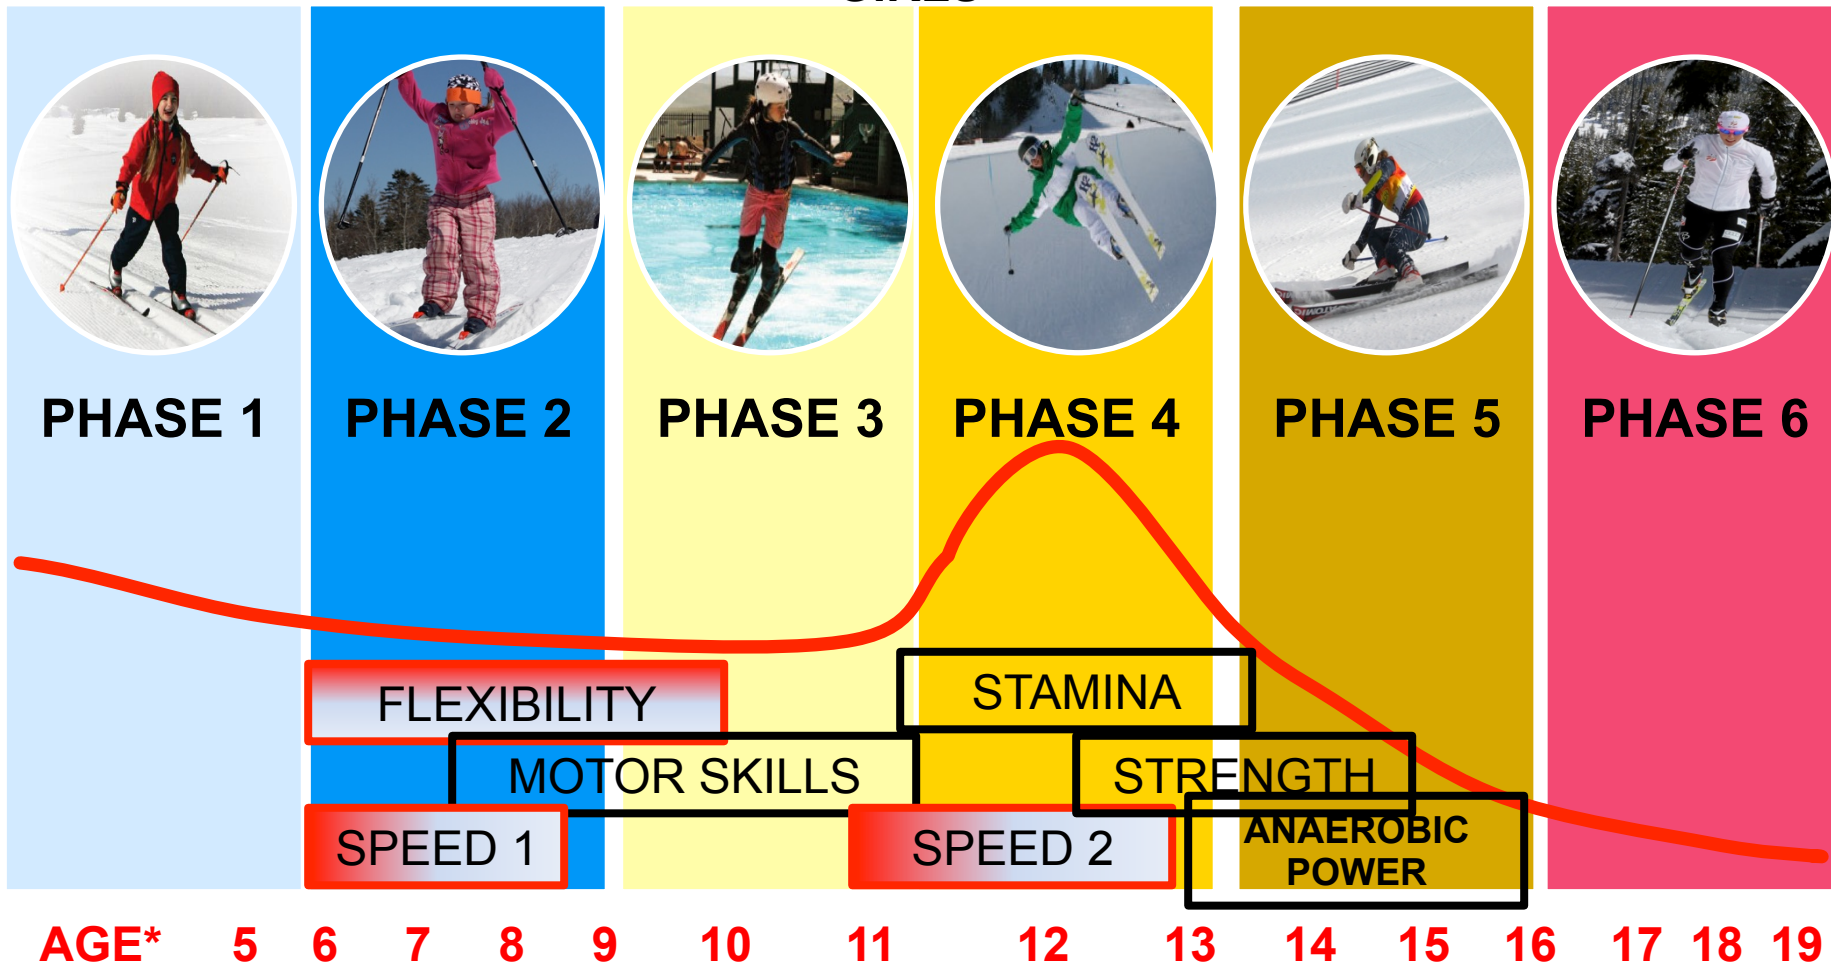 PHASE 1
PHASE 2
PHASE 3
PHASE 4
PHASE 5
PHASE 6
FLEXIBILITY
STAMINA
MOTOR SKILLS
STRENGTH
SPEED 1
SPEED 2
ANAEROBIC
POWER
AGE* 5 6 7 8 9 10 11 12 13 14 15 16 17 18 19